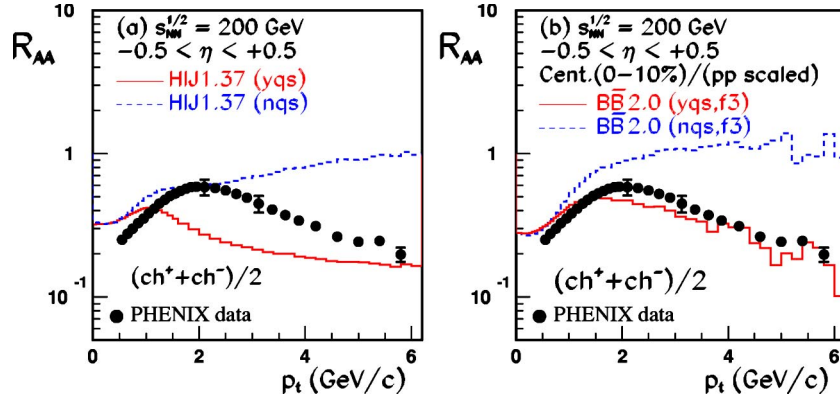 (a) s_NN^1/2 = 200 GeV
R_AA
−0.5 < η < +0.5
HIJ1.37 (yqs)
HIJ1.37 (nqs)
10
1
10^-1
(ch⁺+ch⁻)/2
PHENIX data
0 2 4 6
p_t (GeV/c)
(b) s_NN^1/2 = 200 GeV
R_AA
−0.5 < η < +0.5
Cent.(0−10%)/(pp scaled)
BB̅ 2.0 (yqs,f3)
BB̅ 2.0 (nqs,f3)
10
1
10^-1
(ch⁺+ch⁻)/2
PHENIX data
0 2 4 6
p_t (GeV/c)